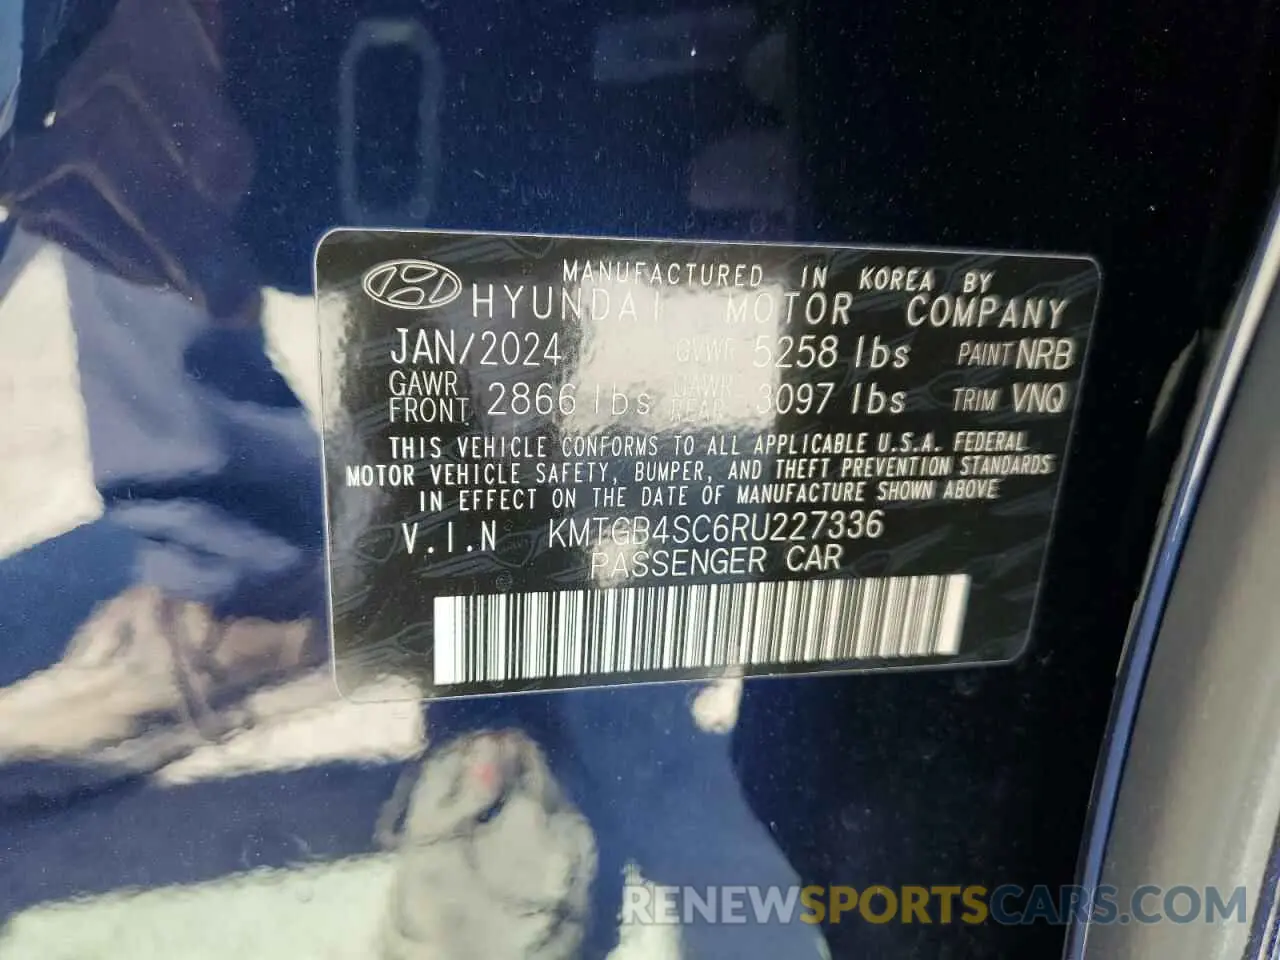 MANUFACTURED IN KOREA BY
HYUNDAI MOTOR COMPANY
JAN/2024 GVWR 5258 lbs PAINT NRB
GAWR FRONT 2866 lbs GAWR REAR 3097 lbs TRIM VNQ
THIS VEHICLE CONFORMS TO ALL APPLICABLE U.S.A. FEDERAL
MOTOR VEHICLE SAFETY, BUMPER, AND THEFT PREVENTION STANDARDS
IN EFFECT ON THE DATE OF MANUFACTURE SHOWN ABOVE
V.I.N KMTGB4SC6RU227336
PASSENGER CAR
RENEWSPORTSCARS.COM